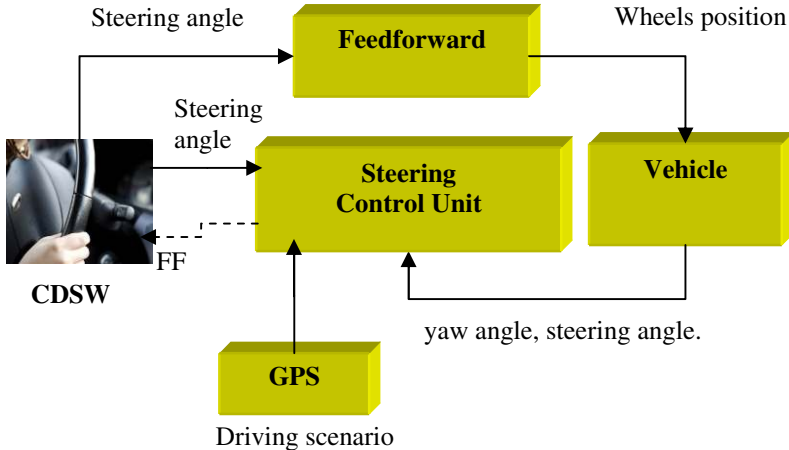 Steering angle
Feedforward
Wheels position
Steering
angle
Steering
Control Unit
Vehicle
FF
CDSW
yaw angle, steering angle.
GPS
Driving scenario